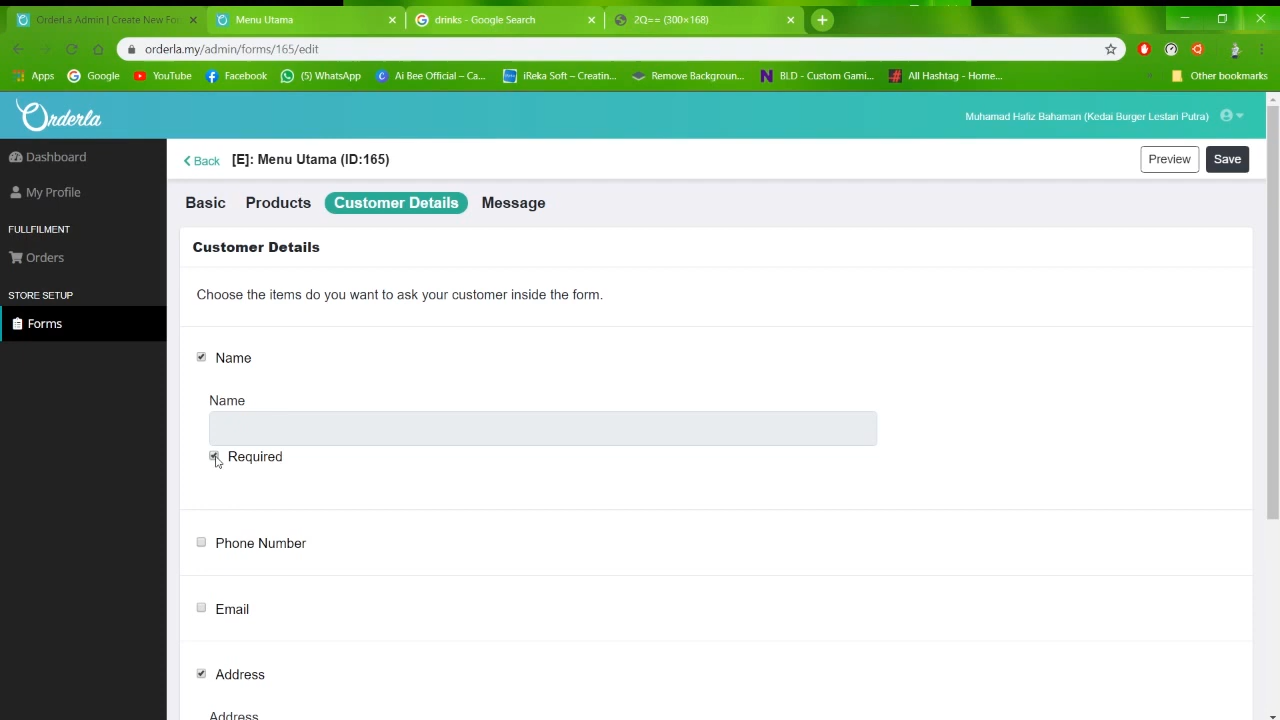 OrderLa Admin | Create New Fo
Menu Utama
drinks - Google Search
2Q== (300×168)
orderla.my/admin/forms/165/edit
Apps
Google
YouTube
Facebook
(5) WhatsApp
Ai Bee Official – Ca...
iReka Soft – Creatin...
Remove Backgroun...
BLD - Custom Gami...
All Hashtag - Home...
Other bookmarks
Orderla
Muhamad Hafiz Bahaman (Kedai Burger Lestari Putra)
Dashboard
My Profile
FULLFILMENT
Orders
STORE SETUP
Forms
Back
[E]: Menu Utama (ID:165)
Preview
Save
Basic
Products
Customer Details
Message
Customer Details
Choose the items do you want to ask your customer inside the form.
Name
Name
Required
Phone Number
Email
Address
Address